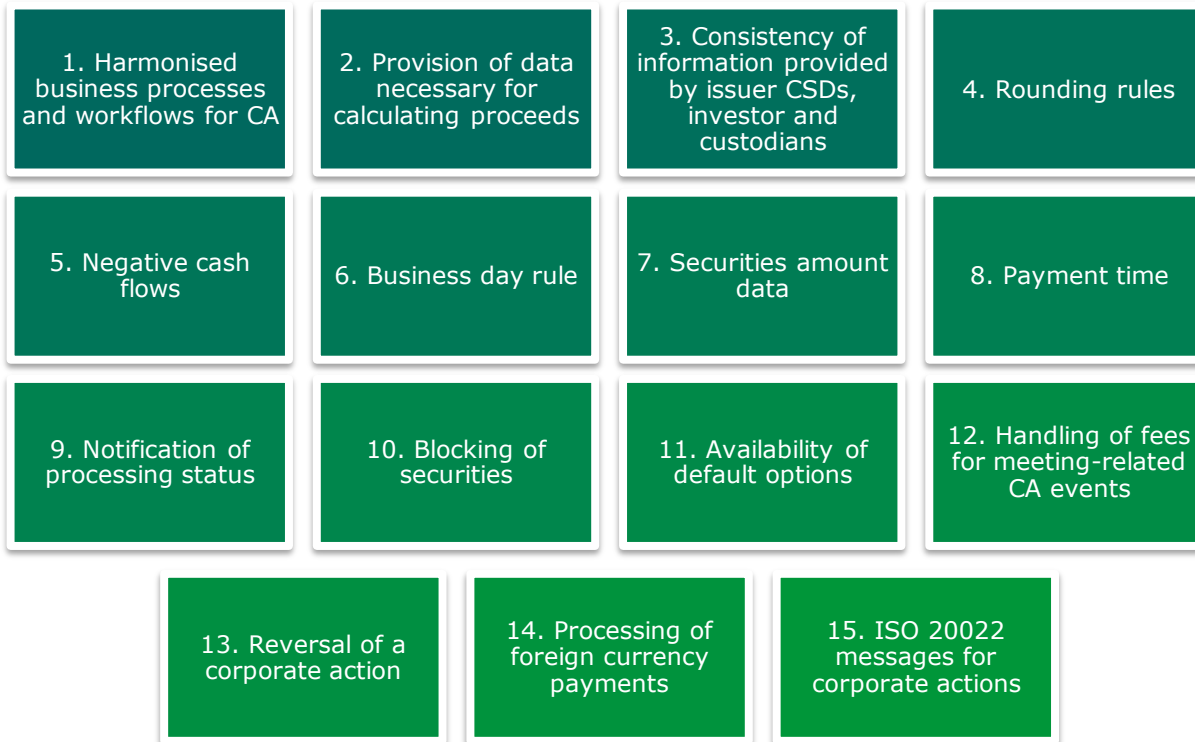 1. Harmonised
business processes
and workflows for CA
2. Provision of data
necessary for
calculating proceeds
3. Consistency of
information provided
by issuer CSDs,
investor and
custodians
4. Rounding rules
5. Negative cash
flows
6. Business day rule
7. Securities amount
data
8. Payment time
9. Notification of
processing status
10. Blocking of
securities
11. Availability of
default options
12. Handling of fees
for meeting-related
CA events
13. Reversal of a
corporate action
14. Processing of
foreign currency
payments
15. ISO 20022
messages for
corporate actions